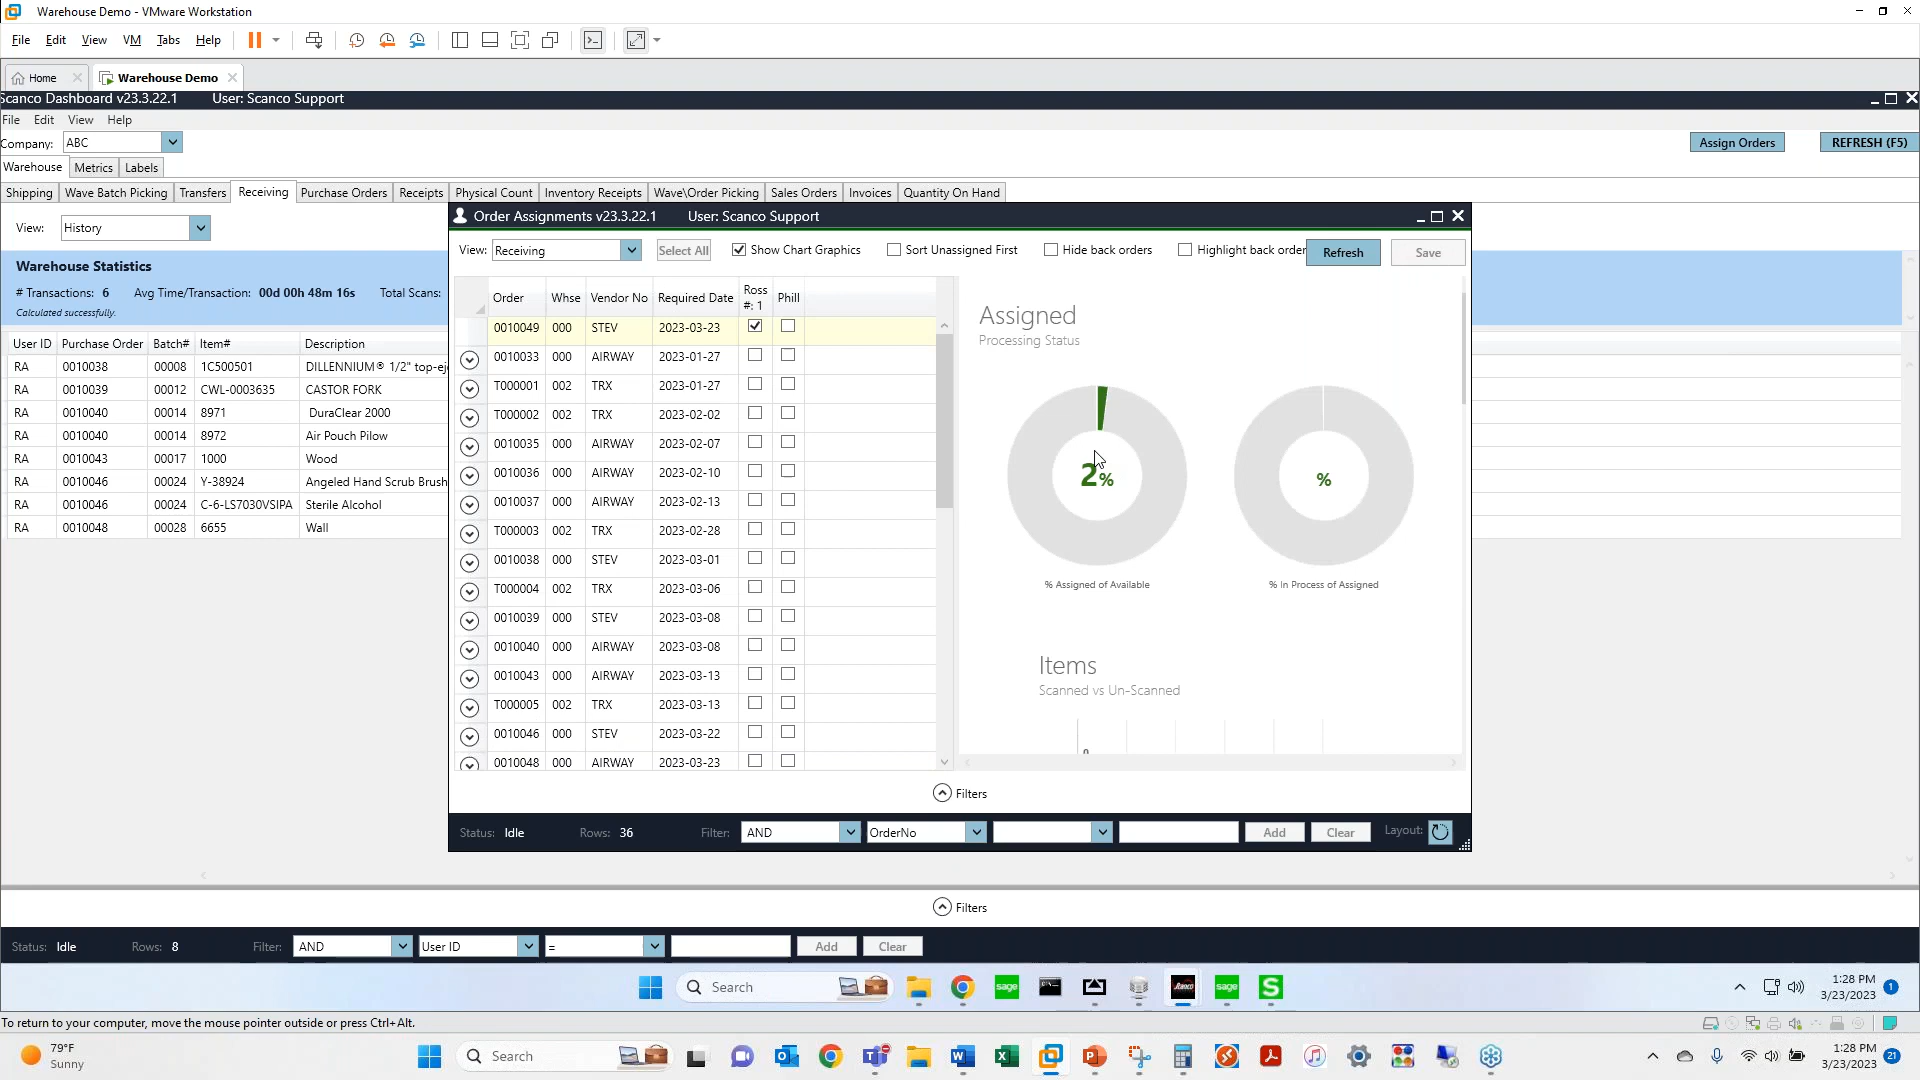 Warehouse Demo - VMware Workstation
File Edit View VM Tabs Help
Home Warehouse Demo
Scanco Dashboard v23.3.22.1 User: Scanco Support
File Edit View Help
Company: ABC Assign Orders REFRESH (F5)
Warehouse Metrics Labels
Shipping Wave Batch Picking Transfers Receiving Purchase Orders Receipts Physical Count Inventory Receipts Wave\Order Picking Sales Orders Invoices Quantity On Hand
View: History
Warehouse Statistics
# Transactions: 6 Avg Time/Transaction: 00d 00h 48m 16s Total Scans:
Calculated successfully.
User ID Purchase Order Batch# Item# Description
RA 0010038 00008 1C500501 DILLENNIUM® 1/2" top-ej
RA 0010039 00012 CWL-0003635 CASTOR FORK
RA 0010040 00014 8971 DuraClear 2000
RA 0010040 00014 8972 Air Pouch Pilow
RA 0010043 00017 1000 Wood
RA 0010046 00024 Y-38924 Angeled Hand Scrub Brush
RA 0010046 00024 C-6-LS7030VSIPA Sterile Alcohol
RA 0010048 00028 6655 Wall
Order Assignments v23.3.22.1 User: Scanco Support
View: Receiving Select All Show Chart Graphics Sort Unassigned First Hide back orders Highlight back order Refresh Save
Order Whse Vendor No Required Date Ross #: 1 Phill
0010049 000 STEV 2023-03-23
0010033 000 AIRWAY 2023-01-27
T000001 002 TRX 2023-01-27
T000002 002 TRX 2023-02-02
0010035 000 AIRWAY 2023-02-07
0010036 000 AIRWAY 2023-02-10
0010037 000 AIRWAY 2023-02-13
T000003 002 TRX 2023-02-28
0010038 000 STEV 2023-03-01
T000004 002 TRX 2023-03-06
0010039 000 STEV 2023-03-08
0010040 000 AIRWAY 2023-03-08
0010043 000 AIRWAY 2023-03-13
T000005 002 TRX 2023-03-13
0010046 000 STEV 2023-03-22
0010048 000 AIRWAY 2023-03-23
Assigned
Processing Status
2% %
% Assigned of Available % In Process of Assigned
Items
Scanned vs Un-Scanned
0
Filters
Status: Idle Rows: 36 Filter: AND OrderNo Add Clear Layout:
Filters
Status: Idle Rows: 8 Filter: AND User ID = Add Clear
Search sage Scanco sage S 1:28 PM
3/23/2023 1
To return to your computer, move the mouse pointer outside or press Ctrl+Alt.
79°F
Sunny
Search 1:28 PM
3/23/2023 21